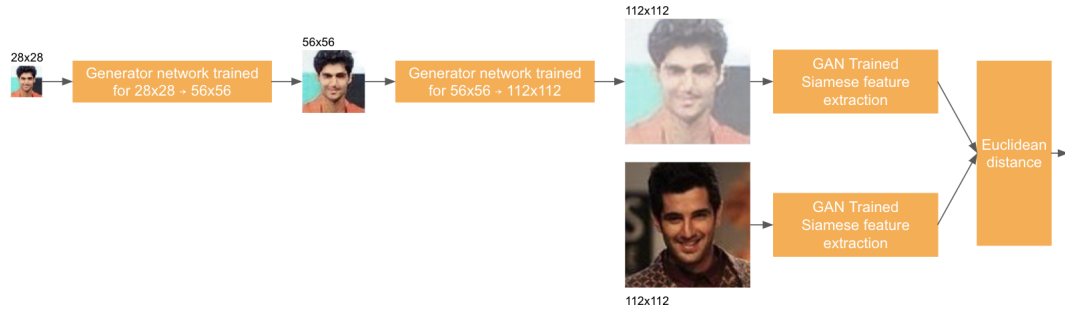 28x28
Generator network trained
for 28x28 → 56x56
56x56
Generator network trained
for 56x56 → 112x112
112x112
GAN Trained
Siamese feature
extraction
112x112
GAN Trained
Siamese feature
extraction
Euclidean
distance